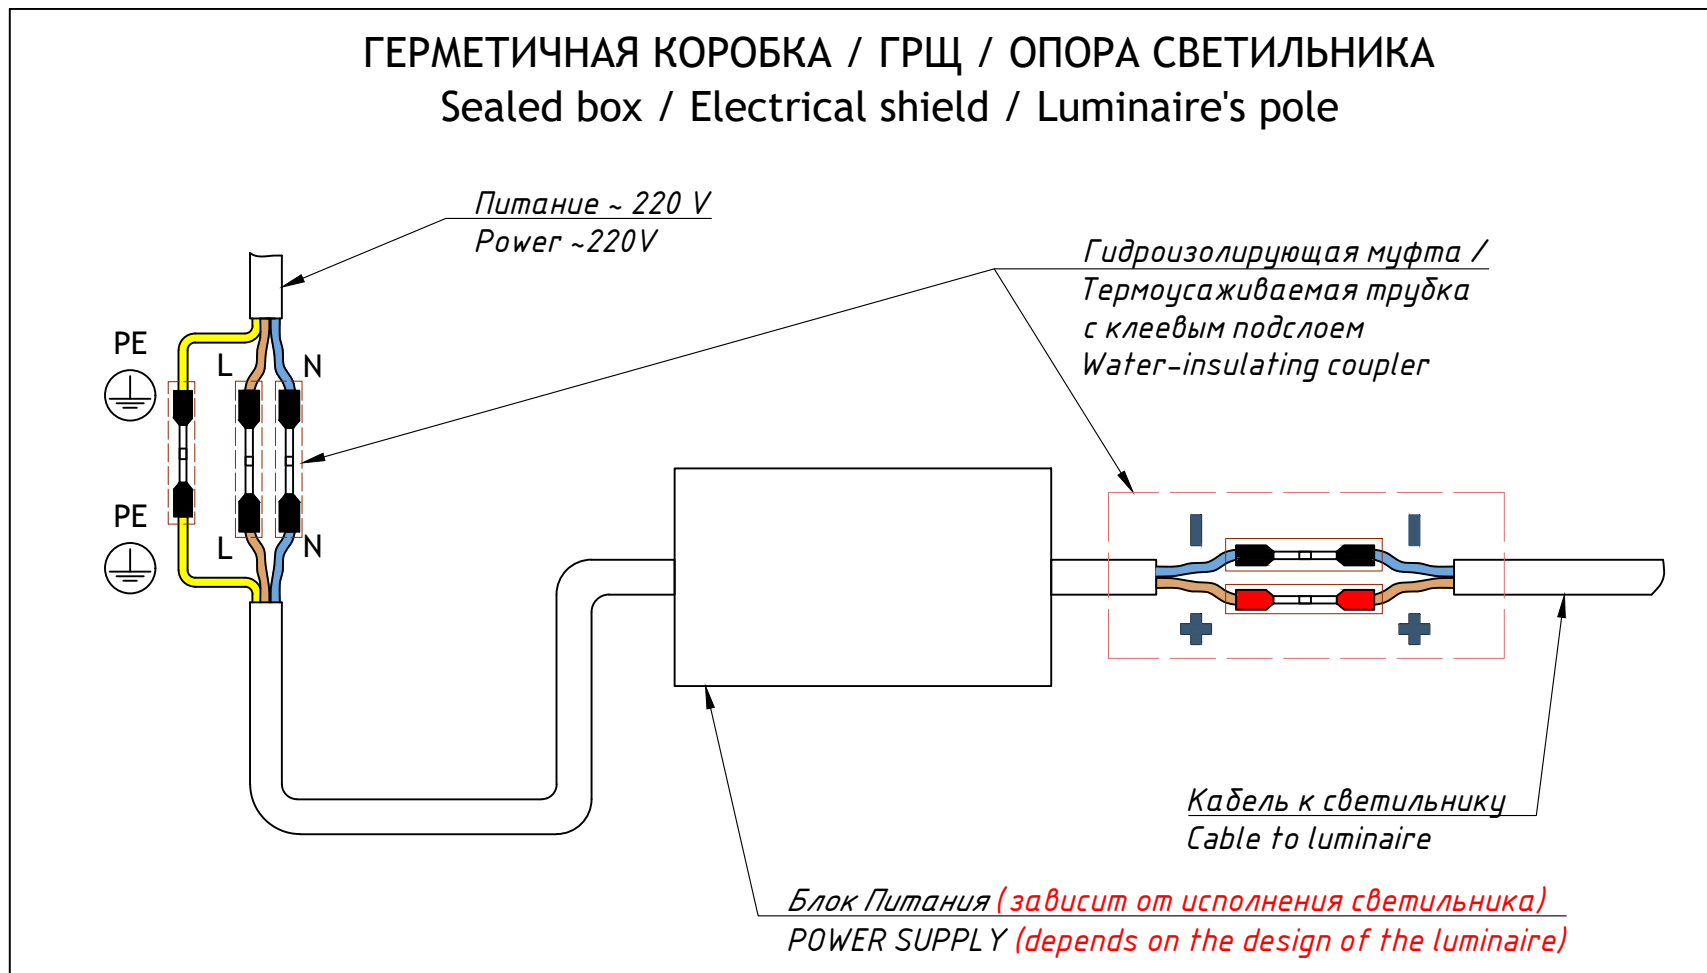 ГЕРМЕТИЧНАЯ КОРОБКА / ГРЩ / ОПОРА СВЕТИЛЬНИКА
Sealed box / Electrical shield / Luminaire's pole
Питание ~ 220 V
Power ~220V
Гидроизолирующая муфта /
Термоусаживаемая трубка
с клеевым подслоем
Water-insulating coupler
PE
L
N
PE
L
N
Кабель к светильнику
Cable to luminaire
Блок Питания (зависит от исполнения светильника)
POWER SUPPLY (depends on the design of the luminaire)